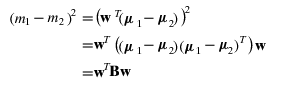 (m₁ − m₂)² = (𝐰ᵀ(𝛍₁ − 𝛍₂))²
= 𝐰ᵀ ((𝛍₁ − 𝛍₂)(𝛍₁ − 𝛍₂)ᵀ) 𝐰
= 𝐰ᵀ𝐁𝐰